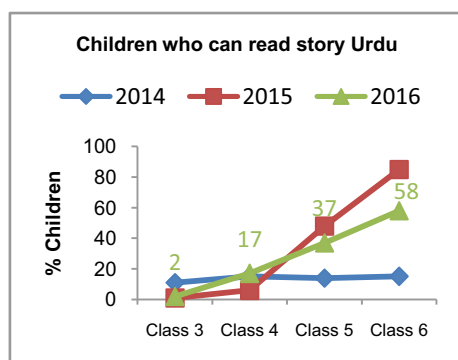 Children who can read story Urdu
2014 2015 2016
% Children
100
80
60
40
20
0
2
17
37
58
Class 3 Class 4 Class 5 Class 6